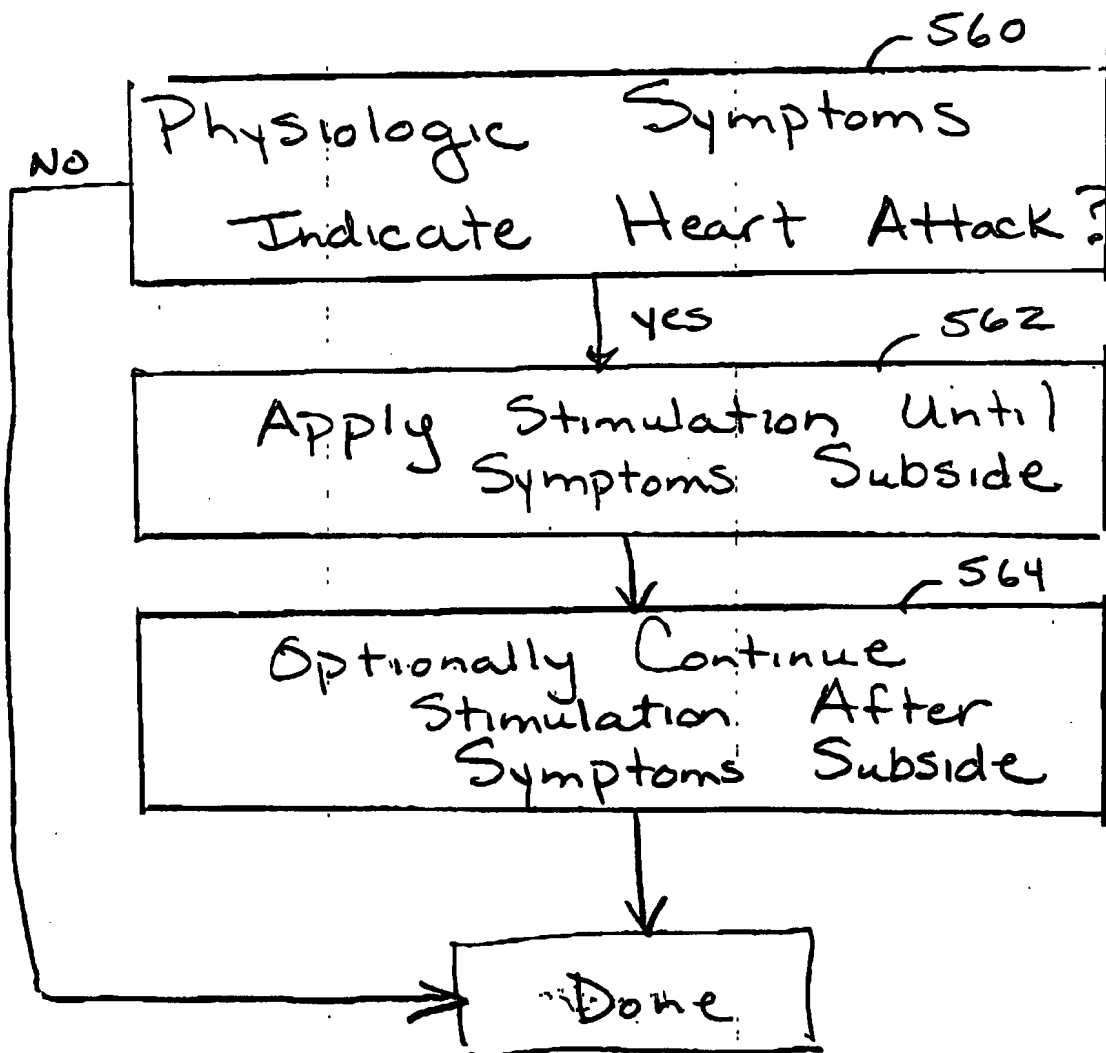 560
Physiologic Symptoms
NO
Indicate Heart Attack?
yes
562
Apply Stimulation Until
Symptoms Subside
564
Optionally Continue
Stimulation After
Symptoms Subside
Done